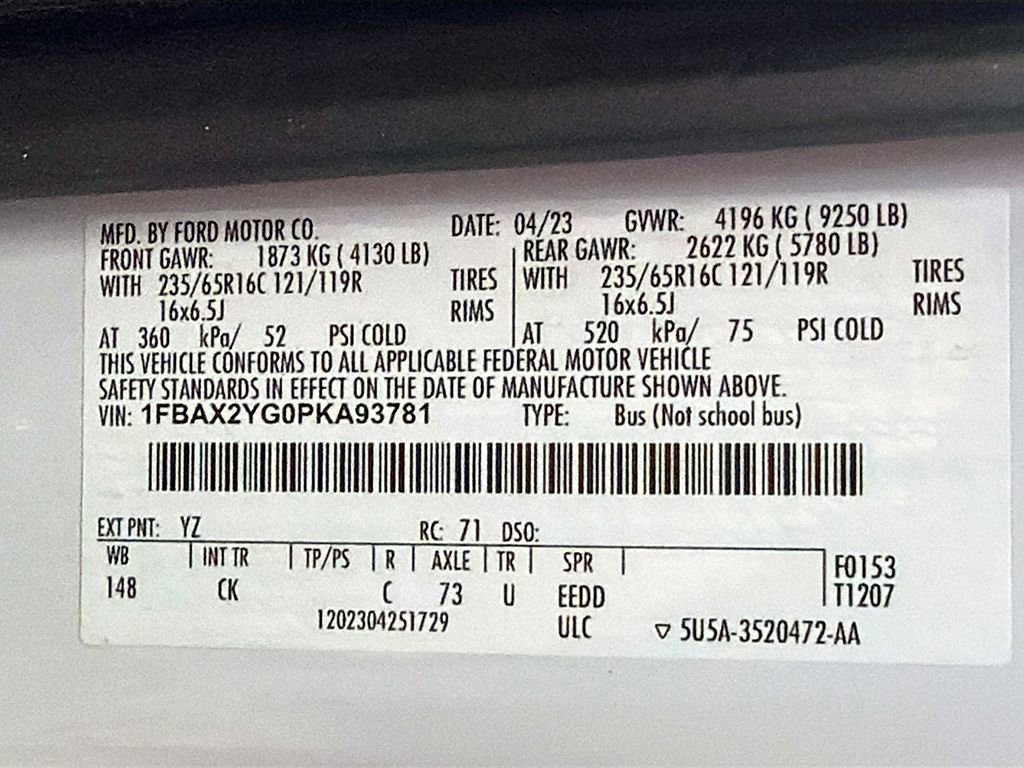 MFD. BY FORD MOTOR CO. DATE: 04/23 GVWR: 4196 KG ( 9250 LB)
FRONT GAWR: 1873 KG ( 4130 LB) REAR GAWR: 2622 KG ( 5780 LB)
WITH 235/65R16C 121/119R TIRES WITH 235/65R16C 121/119R TIRES
16x6.5J RIMS 16x6.5J RIMS
AT 360 kPa/ 52 PSI COLD AT 520 kPa/ 75 PSI COLD
THIS VEHICLE CONFORMS TO ALL APPLICABLE FEDERAL MOTOR VEHICLE
SAFETY STANDARDS IN EFFECT ON THE DATE OF MANUFACTURE SHOWN ABOVE.
VIN: 1FBAX2YG0PKA93781 TYPE: Bus (Not school bus)
EXT PNT: YZ RC: 71 DSO:
WB INT TR TP/PS R AXLE TR SPR F0153
148 CK C 73 U EEDD T1207
1202304251729 ULC ▽ 5U5A-3520472-AA